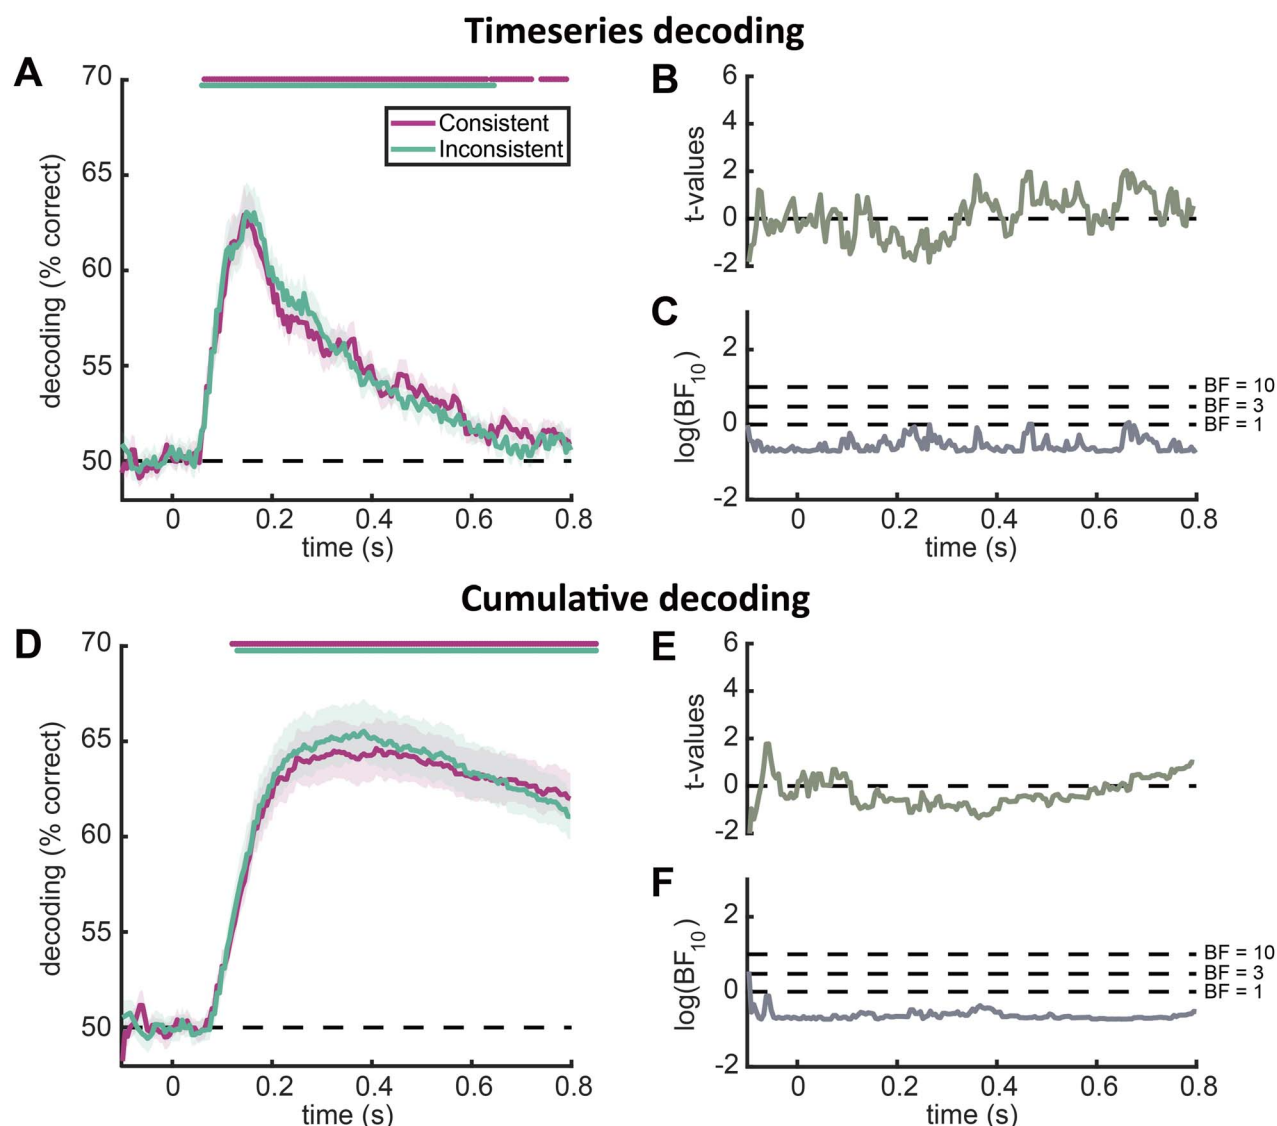 Timeseries decoding
A
70
65
60
55
50
decoding (% correct)
Consistent
Inconsistent
0 0.2 0.4 0.6 0.8
time (s)
B
6
4
2
0
-2
t-values
C
2
0
-2
log(BF10)
BF = 10
BF = 3
BF = 1
0 0.2 0.4 0.6 0.8
time (s)
Cumulative decoding
D
70
65
60
55
50
decoding (% correct)
0 0.2 0.4 0.6 0.8
time (s)
E
6
4
2
0
-2
t-values
F
2
0
-2
log(BF10)
BF = 10
BF = 3
BF = 1
0 0.2 0.4 0.6 0.8
time (s)